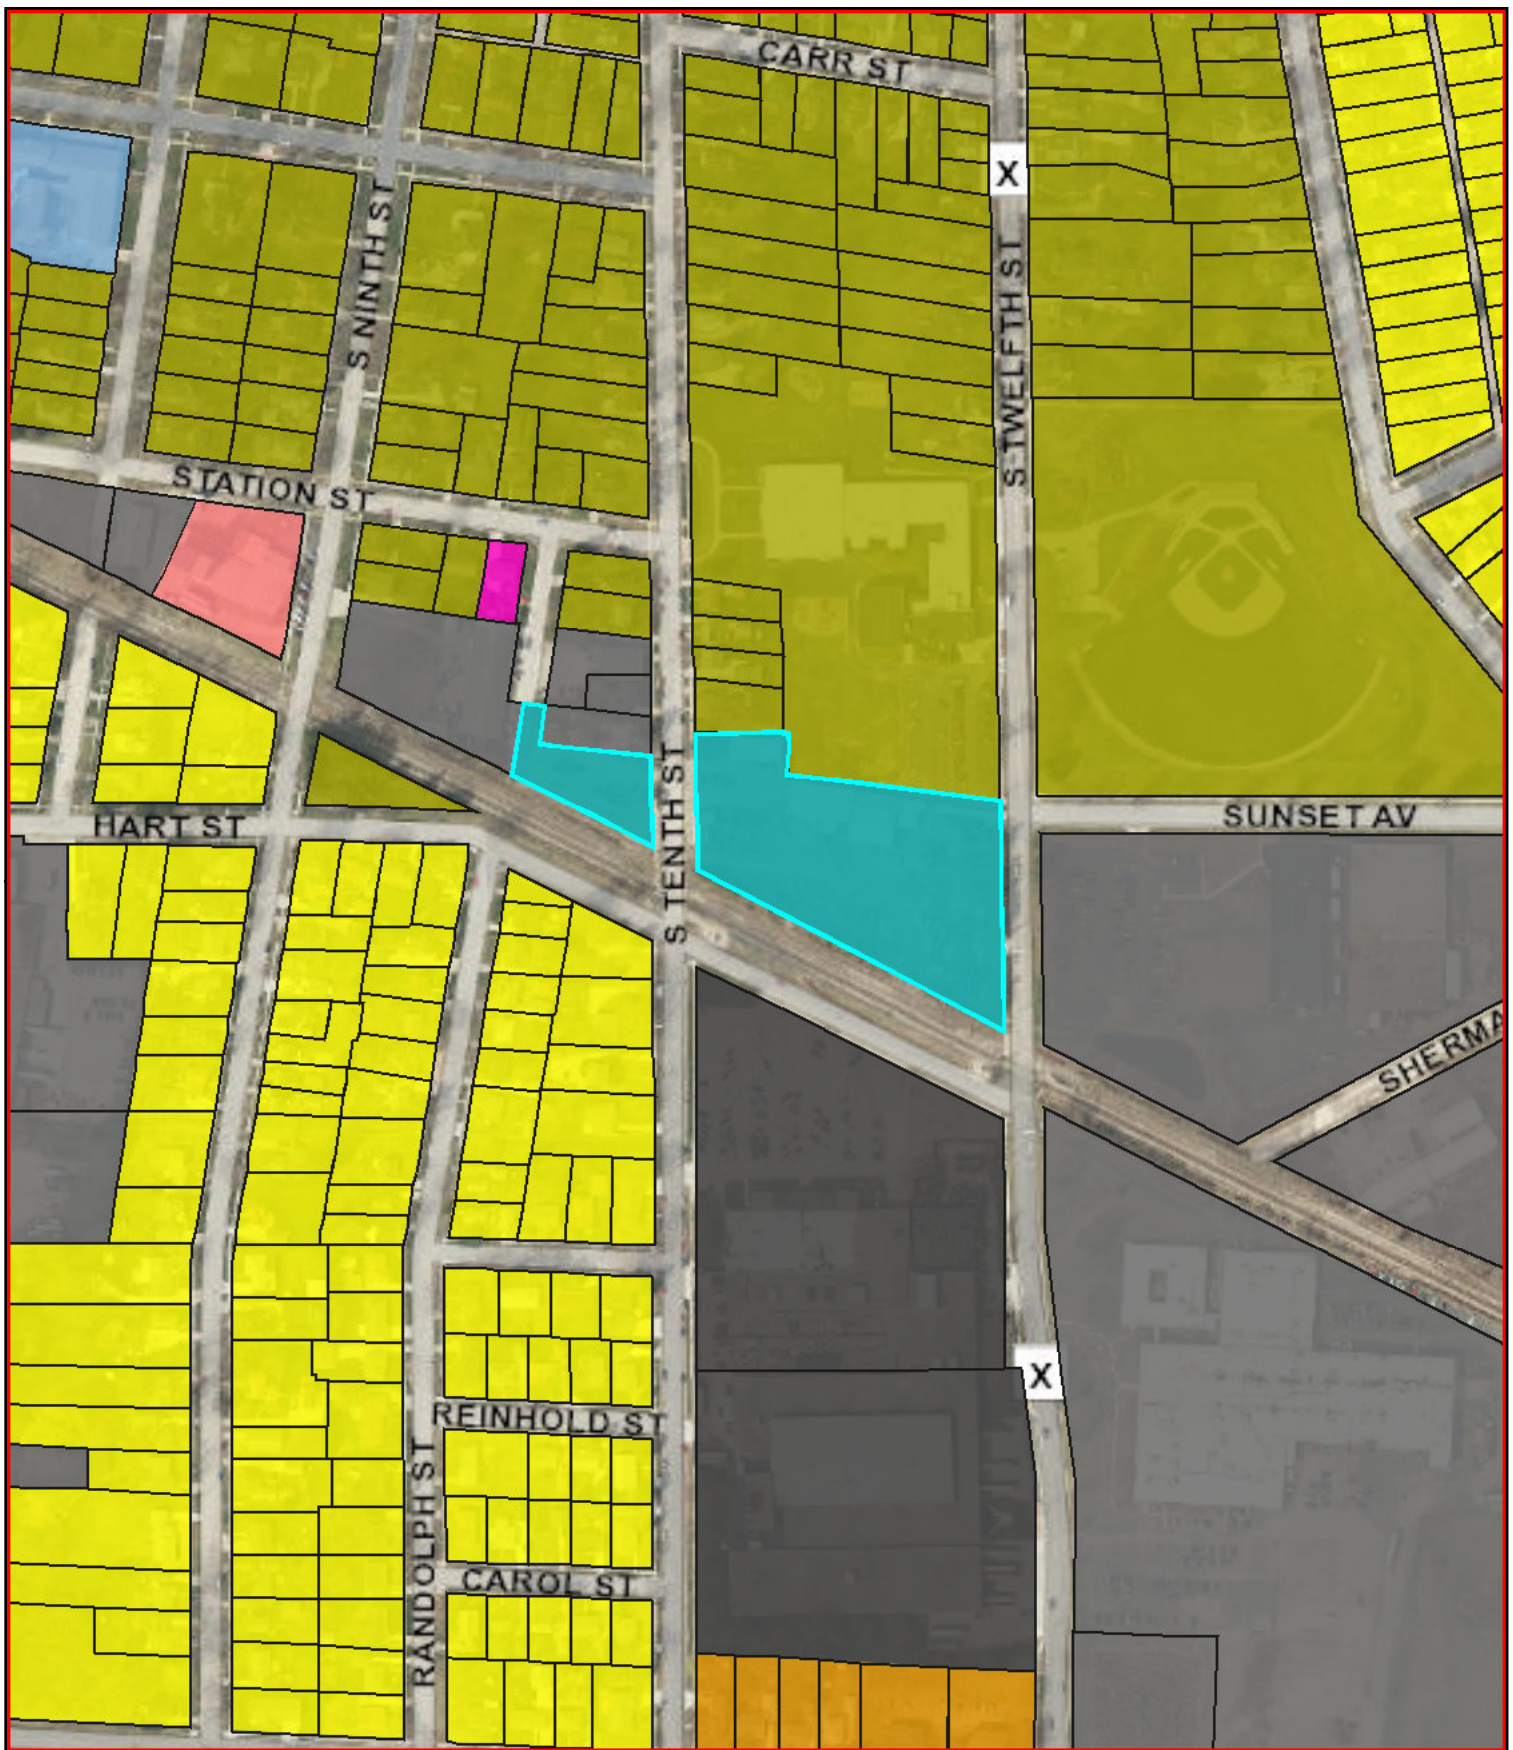 CARR ST
X
S NINTH ST
S TWELFTH ST
STATION ST
S TENTH ST
HART ST
SUNSET AV
SHERMA
X
REINHOLD ST
RANDOLPH ST
CAROL ST